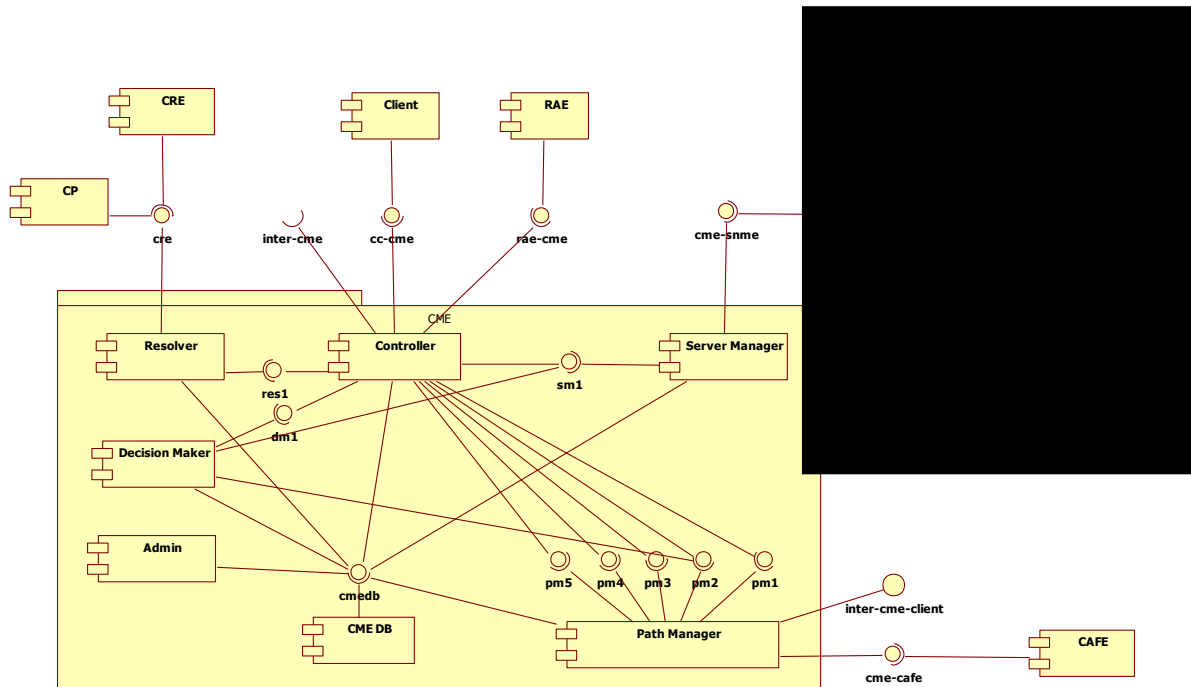 CRE
Client
RAE
CP
cre
inter-cme
cc-cme
rae-cme
cme-snme
CME
Resolver
Controller
Server Manager
res1
sm1
dm1
Decision Maker
Admin
pm5
pm4
pm3
pm2
pm1
cmedb
inter-cme-client
CME DB
Path Manager
CAFE
cme-cafe